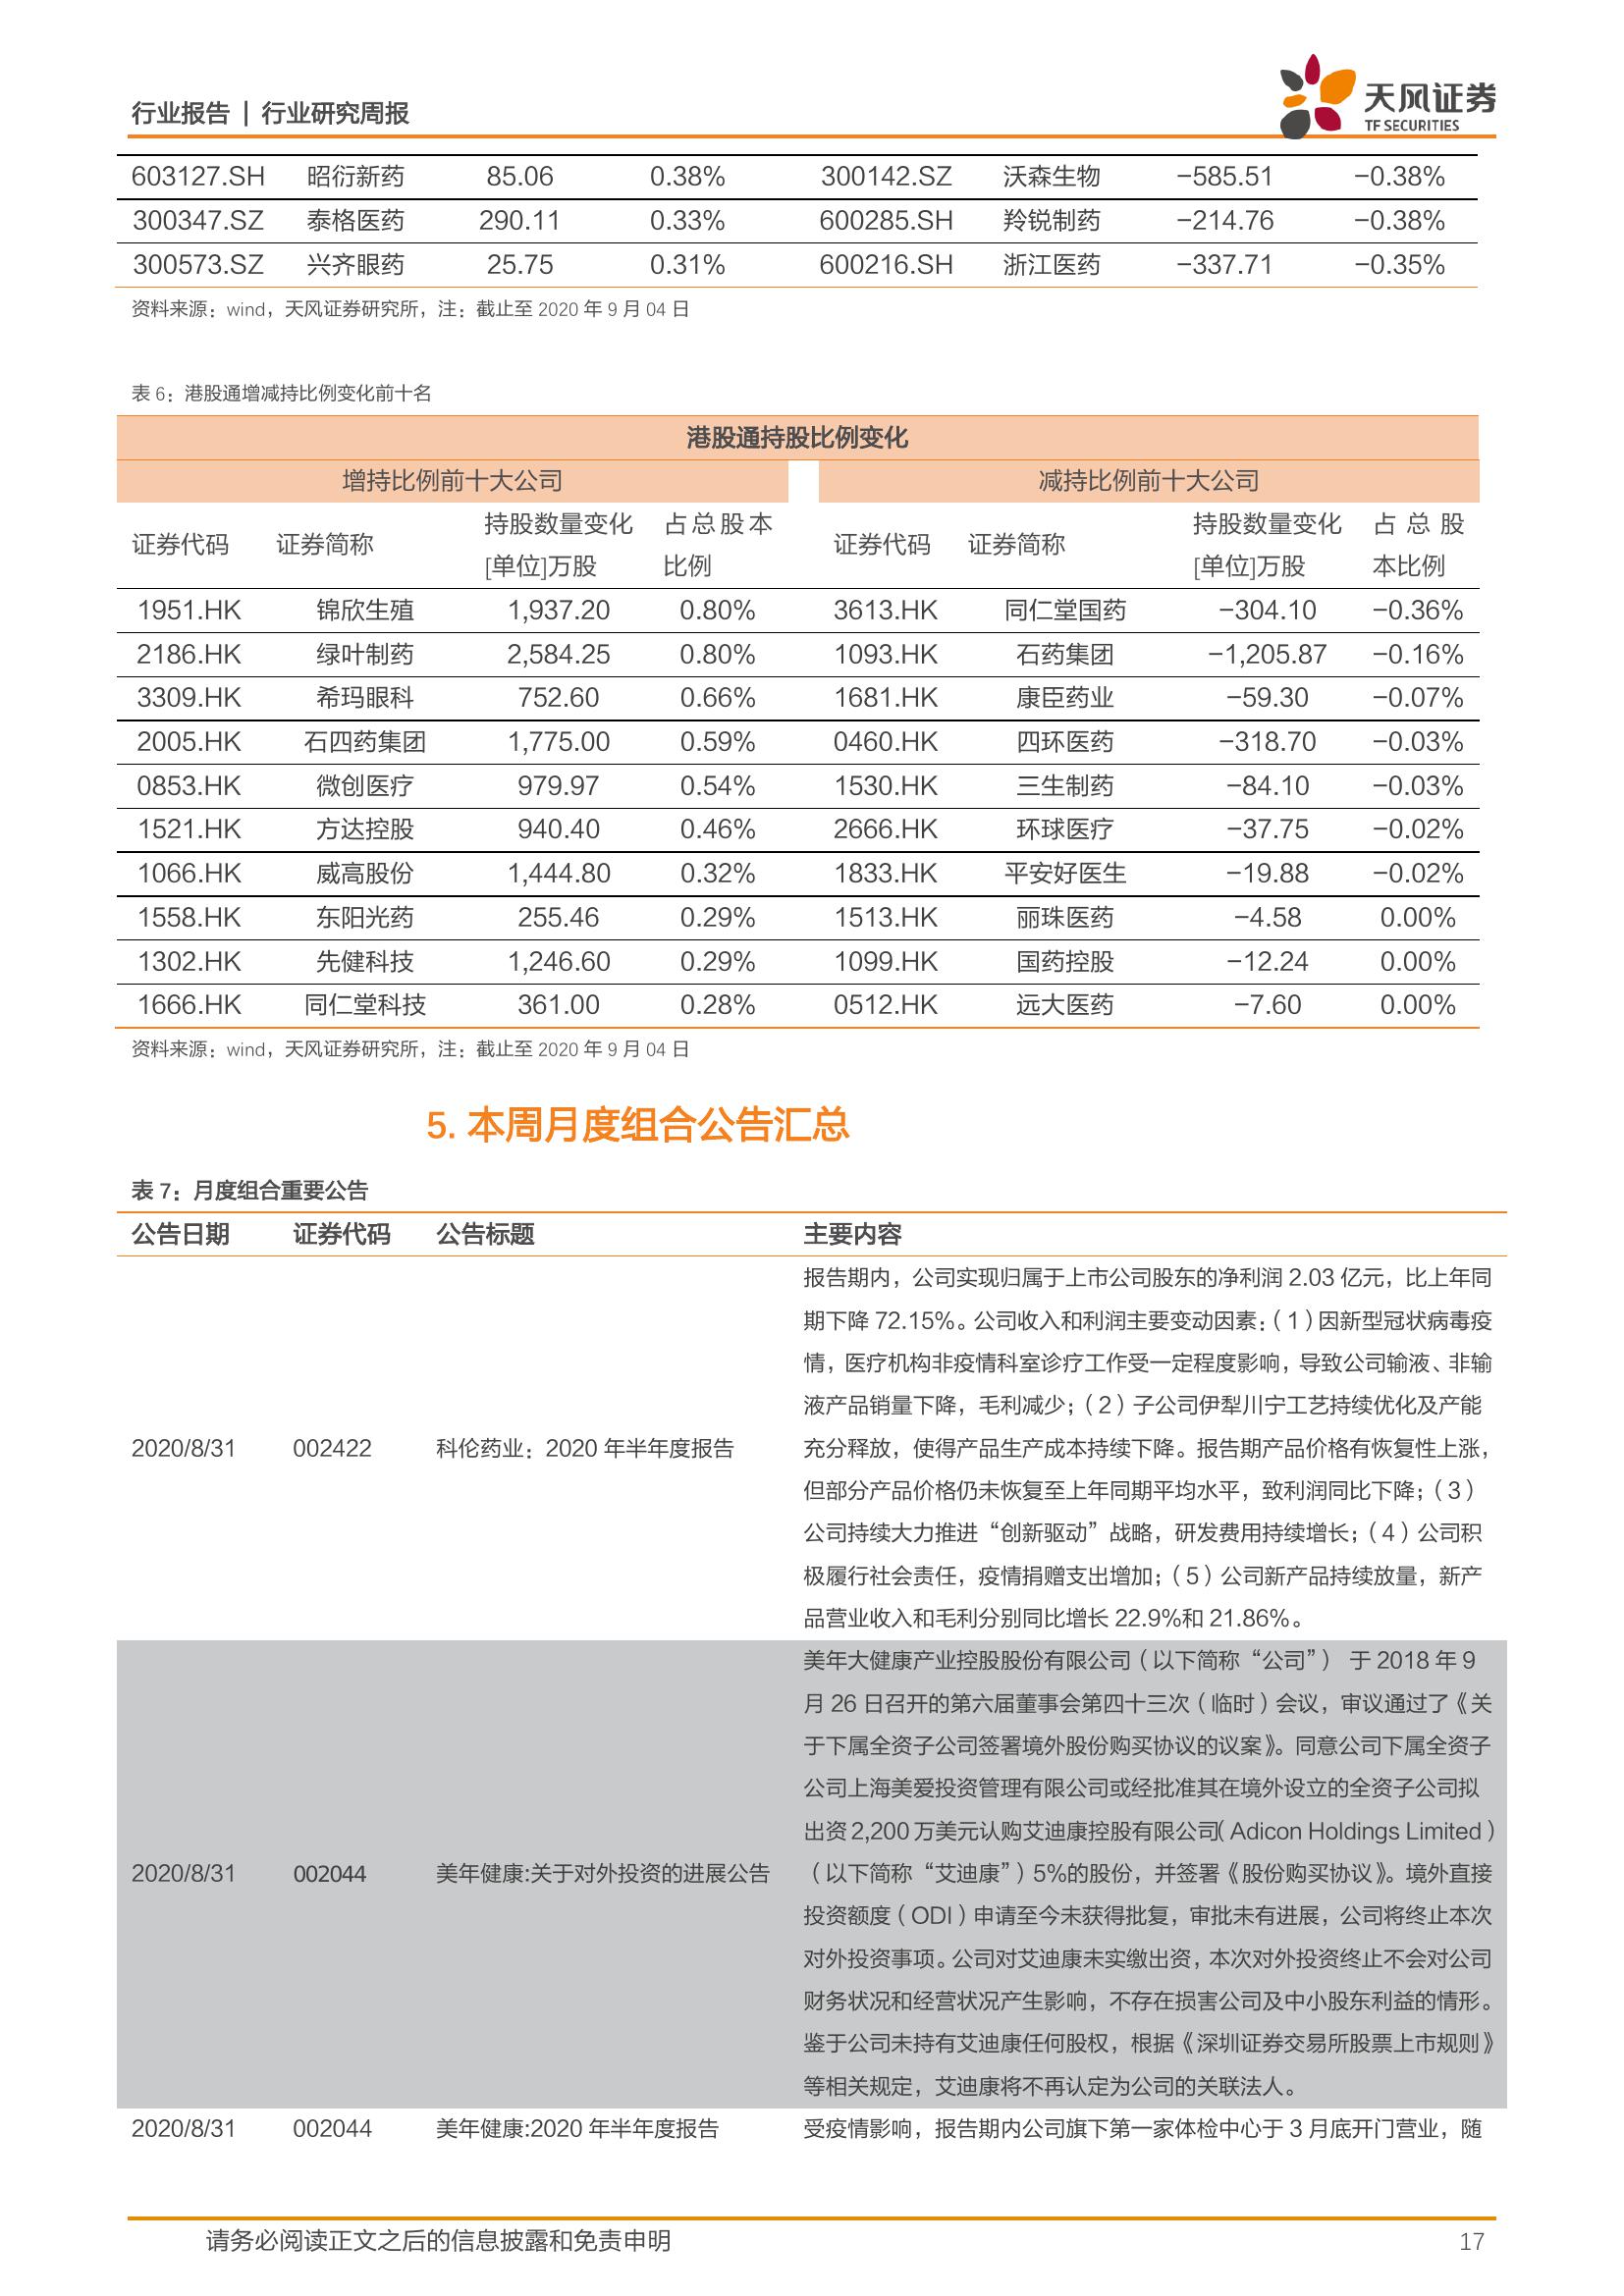 行业报告 | 行业研究周报
天风证券
TF SECURITIES
603127.SH 昭衍新药 85.06 0.38% 300142.SZ 沃森生物 -585.51 -0.38%
300347.SZ 泰格医药 290.11 0.33% 600285.SH 羚锐制药 -214.76 -0.38%
300573.SZ 兴齐眼药 25.75 0.31% 600216.SH 浙江医药 -337.71 -0.35%
资料来源：wind，天风证券研究所，注：截止至 2020 年 9 月 04 日
表 6：港股通增减持比例变化前十名
港股通持股比例变化
增持比例前十大公司 减持比例前十大公司
证券代码 证券简称 持股数量变化[单位]万股 占总股本比例 证券代码 证券简称 持股数量变化[单位]万股 占总股本比例
1951.HK 锦欣生殖 1,937.20 0.80% 3613.HK 同仁堂国药 -304.10 -0.36%
2186.HK 绿叶制药 2,584.25 0.80% 1093.HK 石药集团 -1,205.87 -0.16%
3309.HK 希玛眼科 752.60 0.66% 1681.HK 康臣药业 -59.30 -0.07%
2005.HK 石四药集团 1,775.00 0.59% 0460.HK 四环医药 -318.70 -0.03%
0853.HK 微创医疗 979.97 0.54% 1530.HK 三生制药 -84.10 -0.03%
1521.HK 方达控股 940.40 0.46% 2666.HK 环球医疗 -37.75 -0.02%
1066.HK 威高股份 1,444.80 0.32% 1833.HK 平安好医生 -19.88 -0.02%
1558.HK 东阳光药 255.46 0.29% 1513.HK 丽珠医药 -4.58 0.00%
1302.HK 先健科技 1,246.60 0.29% 1099.HK 国药控股 -12.24 0.00%
1666.HK 同仁堂科技 361.00 0.28% 0512.HK 远大医药 -7.60 0.00%
资料来源：wind，天风证券研究所，注：截止至 2020 年 9 月 04 日
5. 本周月度组合公告汇总
表 7：月度组合重要公告
公告日期 证券代码 公告标题 主要内容
2020/8/31 002422 科伦药业：2020 年半年度报告
报告期内，公司实现归属于上市公司股东的净利润 2.03 亿元，比上年同
期下降 72.15%。公司收入和利润主要变动因素：（1）因新型冠状病毒疫
情，医疗机构非疫情科室诊疗工作受一定程度影响，导致公司输液、非输
液产品销量下降，毛利减少；（2）子公司伊犁川宁工艺持续优化及产能
充分释放，使得产品生产成本持续下降。报告期产品价格有恢复性上涨，
但部分产品价格仍未恢复至上年同期平均水平，致利润同比下降；（3）
公司持续大力推进“创新驱动”战略，研发费用持续增长；（4）公司积
极履行社会责任，疫情捐赠支出增加；（5）公司新产品持续放量，新产
品营业收入和毛利分别同比增长 22.9%和 21.86%。
2020/8/31 002044 美年健康:关于对外投资的进展公告
美年大健康产业控股股份有限公司（以下简称“公司”） 于 2018 年 9
月 26 日召开的第六届董事会第四十三次（临时）会议，审议通过了《关
于下属全资子公司签署境外股份购买协议的议案》。同意公司下属全资子
公司上海美爱投资管理有限公司或经批准其在境外设立的全资子公司拟
出资 2,200 万美元认购艾迪康控股有限公司（Adicon Holdings Limited）
（以下简称“艾迪康”）5%的股份，并签署《股份购买协议》。境外直接
投资额度（ODI）申请至今未获得批复，审批未有进展，公司将终止本次
对外投资事项。公司对艾迪康未实缴出资，本次对外投资终止不会对公司
财务状况和经营状况产生影响，不存在损害公司及中小股东利益的情形。
鉴于公司未持有艾迪康任何股权，根据《深圳证券交易所股票上市规则》
等相关规定，艾迪康将不再认定为公司的关联法人。
2020/8/31 002044 美年健康:2020 年半年度报告 受疫情影响，报告期内公司旗下第一家体检中心于 3 月底开门营业，随
请务必阅读正文之后的信息披露和免责申明 17